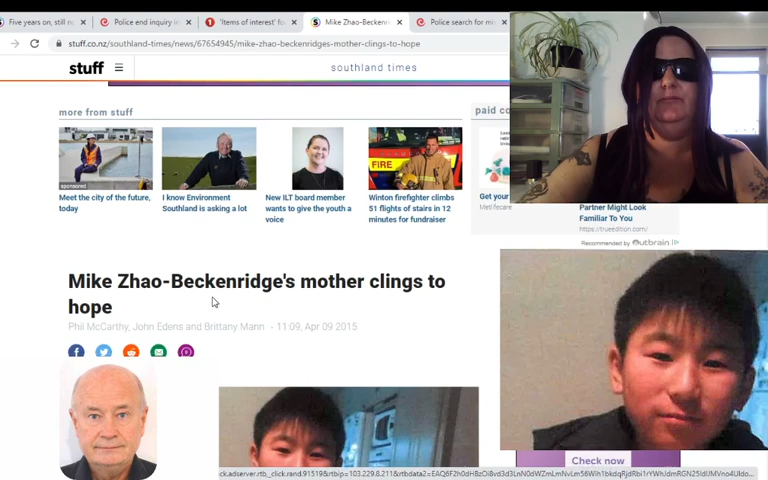 Five years on, still n
Police end inquiry in
'Items of interest' fo
Mike Zhao-Beckenri
Police search for mi
stuff.co.nz/southland-times/news/67654945/mike-zhao-beckenridges-mother-clings-to-hope
stuff
southland times
more from stuff
paid co
sponsored
FIRE
Meet the city of the future, today
I know Environment Southland is asking a lot
New ILT board member wants to give the youth a voice
Winton firefighter climbs 51 flights of stairs in 12 minutes for fundraiser
Get your
Metlifecare
Partner Might Look
Familiar To You
https://trueedition.com/
Recommended by Outbrain
Mike Zhao-Beckenridge's mother clings to
hope
Phil McCarthy, John Edens and Brittany Mann - 11:09, Apr 09 2015
Check now